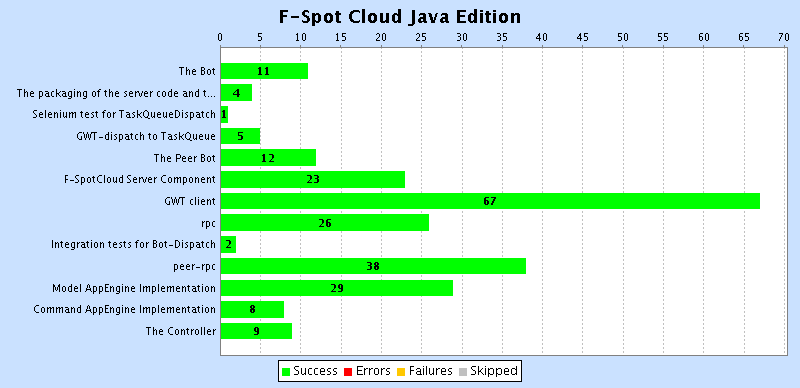 F-Spot Cloud Java Edition
0 5 10 15 20 25 30 35 40 45 50 55 60 65 70
The Bot 11
The packaging of the server code and t... 4
Selenium test for TaskQueueDispatch 1
GWT-dispatch to TaskQueue 5
The Peer Bot 12
F-SpotCloud Server Component 23
GWT client 67
rpc 26
Integration tests for Bot-Dispatch 2
peer-rpc 38
Model AppEngine Implementation 29
Command AppEngine Implementation 8
The Controller 9
Success Errors Failures Skipped